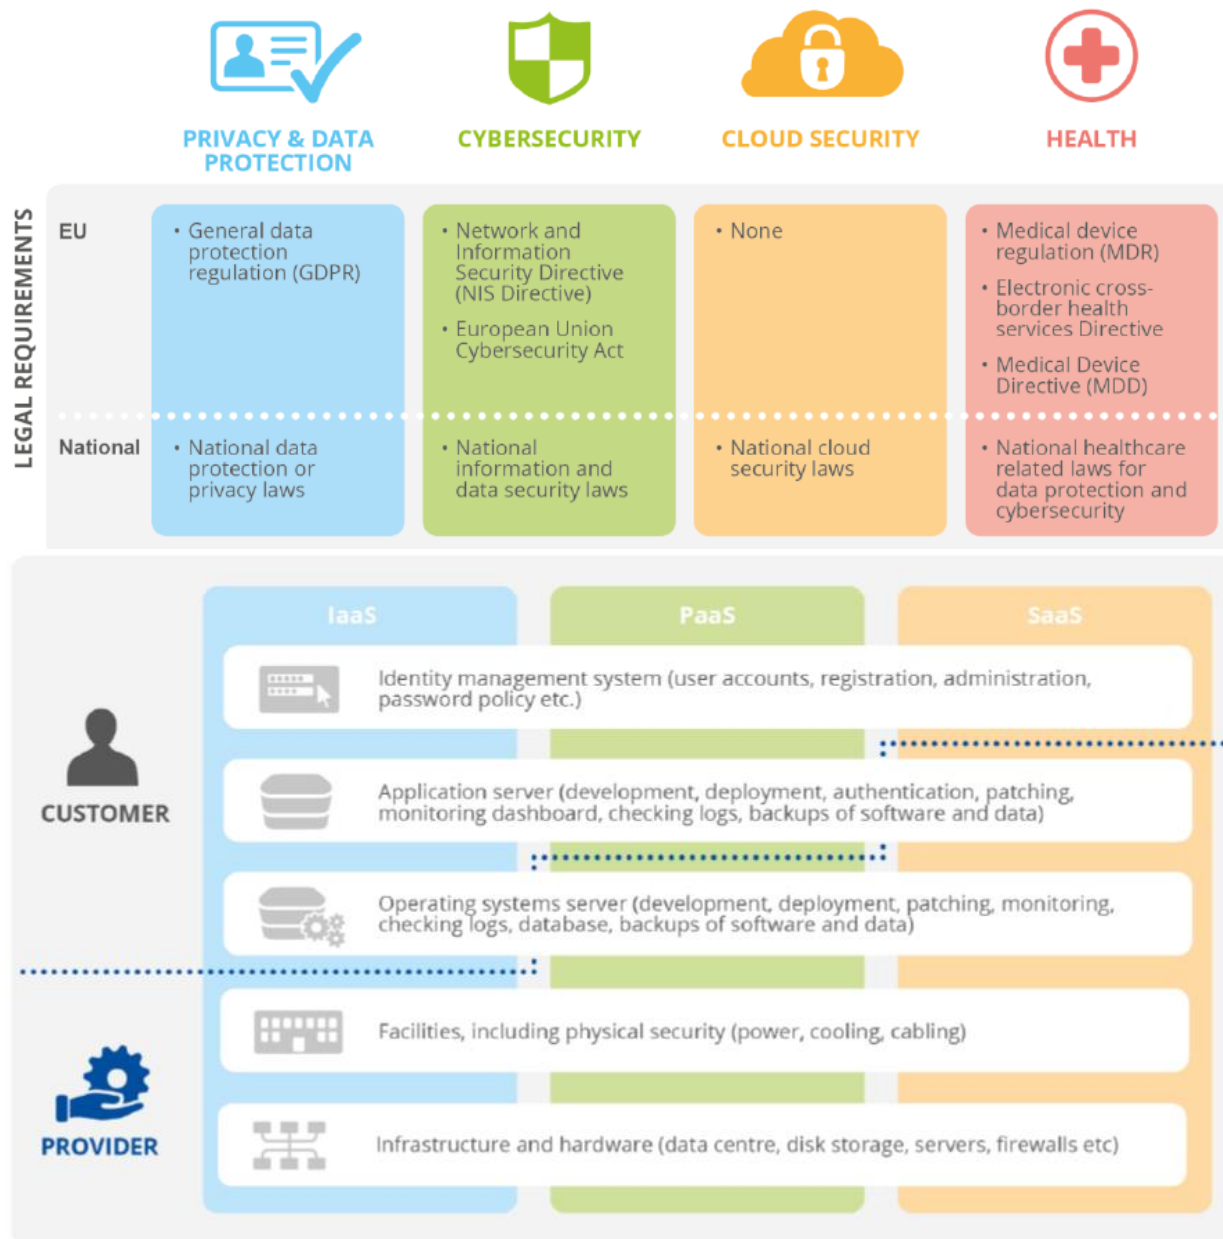 PRIVACY & DATA
PROTECTION
CYBERSECURITY
CLOUD SECURITY
HEALTH
LEGAL REQUIREMENTS
EU
• General data
protection
regulation (GDPR)
• Network and
Information
Security Directive
(NIS Directive)
• European Union
Cybersecurity Act
• None
• Medical device
regulation (MDR)
• Electronic cross-
border health
services Directive
• Medical Device
Directive (MDD)
National
• National data
protection or
privacy laws
• National
information and
data security laws
• National cloud
security laws
• National healthcare
related laws for
data protection and
cybersecurity
IaaS
PaaS
SaaS
CUSTOMER
Identity management system (user accounts, registration, administration,
password policy etc.)
Application server (development, deployment, authentication, patching,
monitoring dashboard, checking logs, backups of software and data)
Operating systems server (development, deployment, patching, monitoring,
checking logs, database, backups of software and data)
PROVIDER
Facilities, including physical security (power, cooling, cabling)
Infrastructure and hardware (data centre, disk storage, servers, firewalls etc)